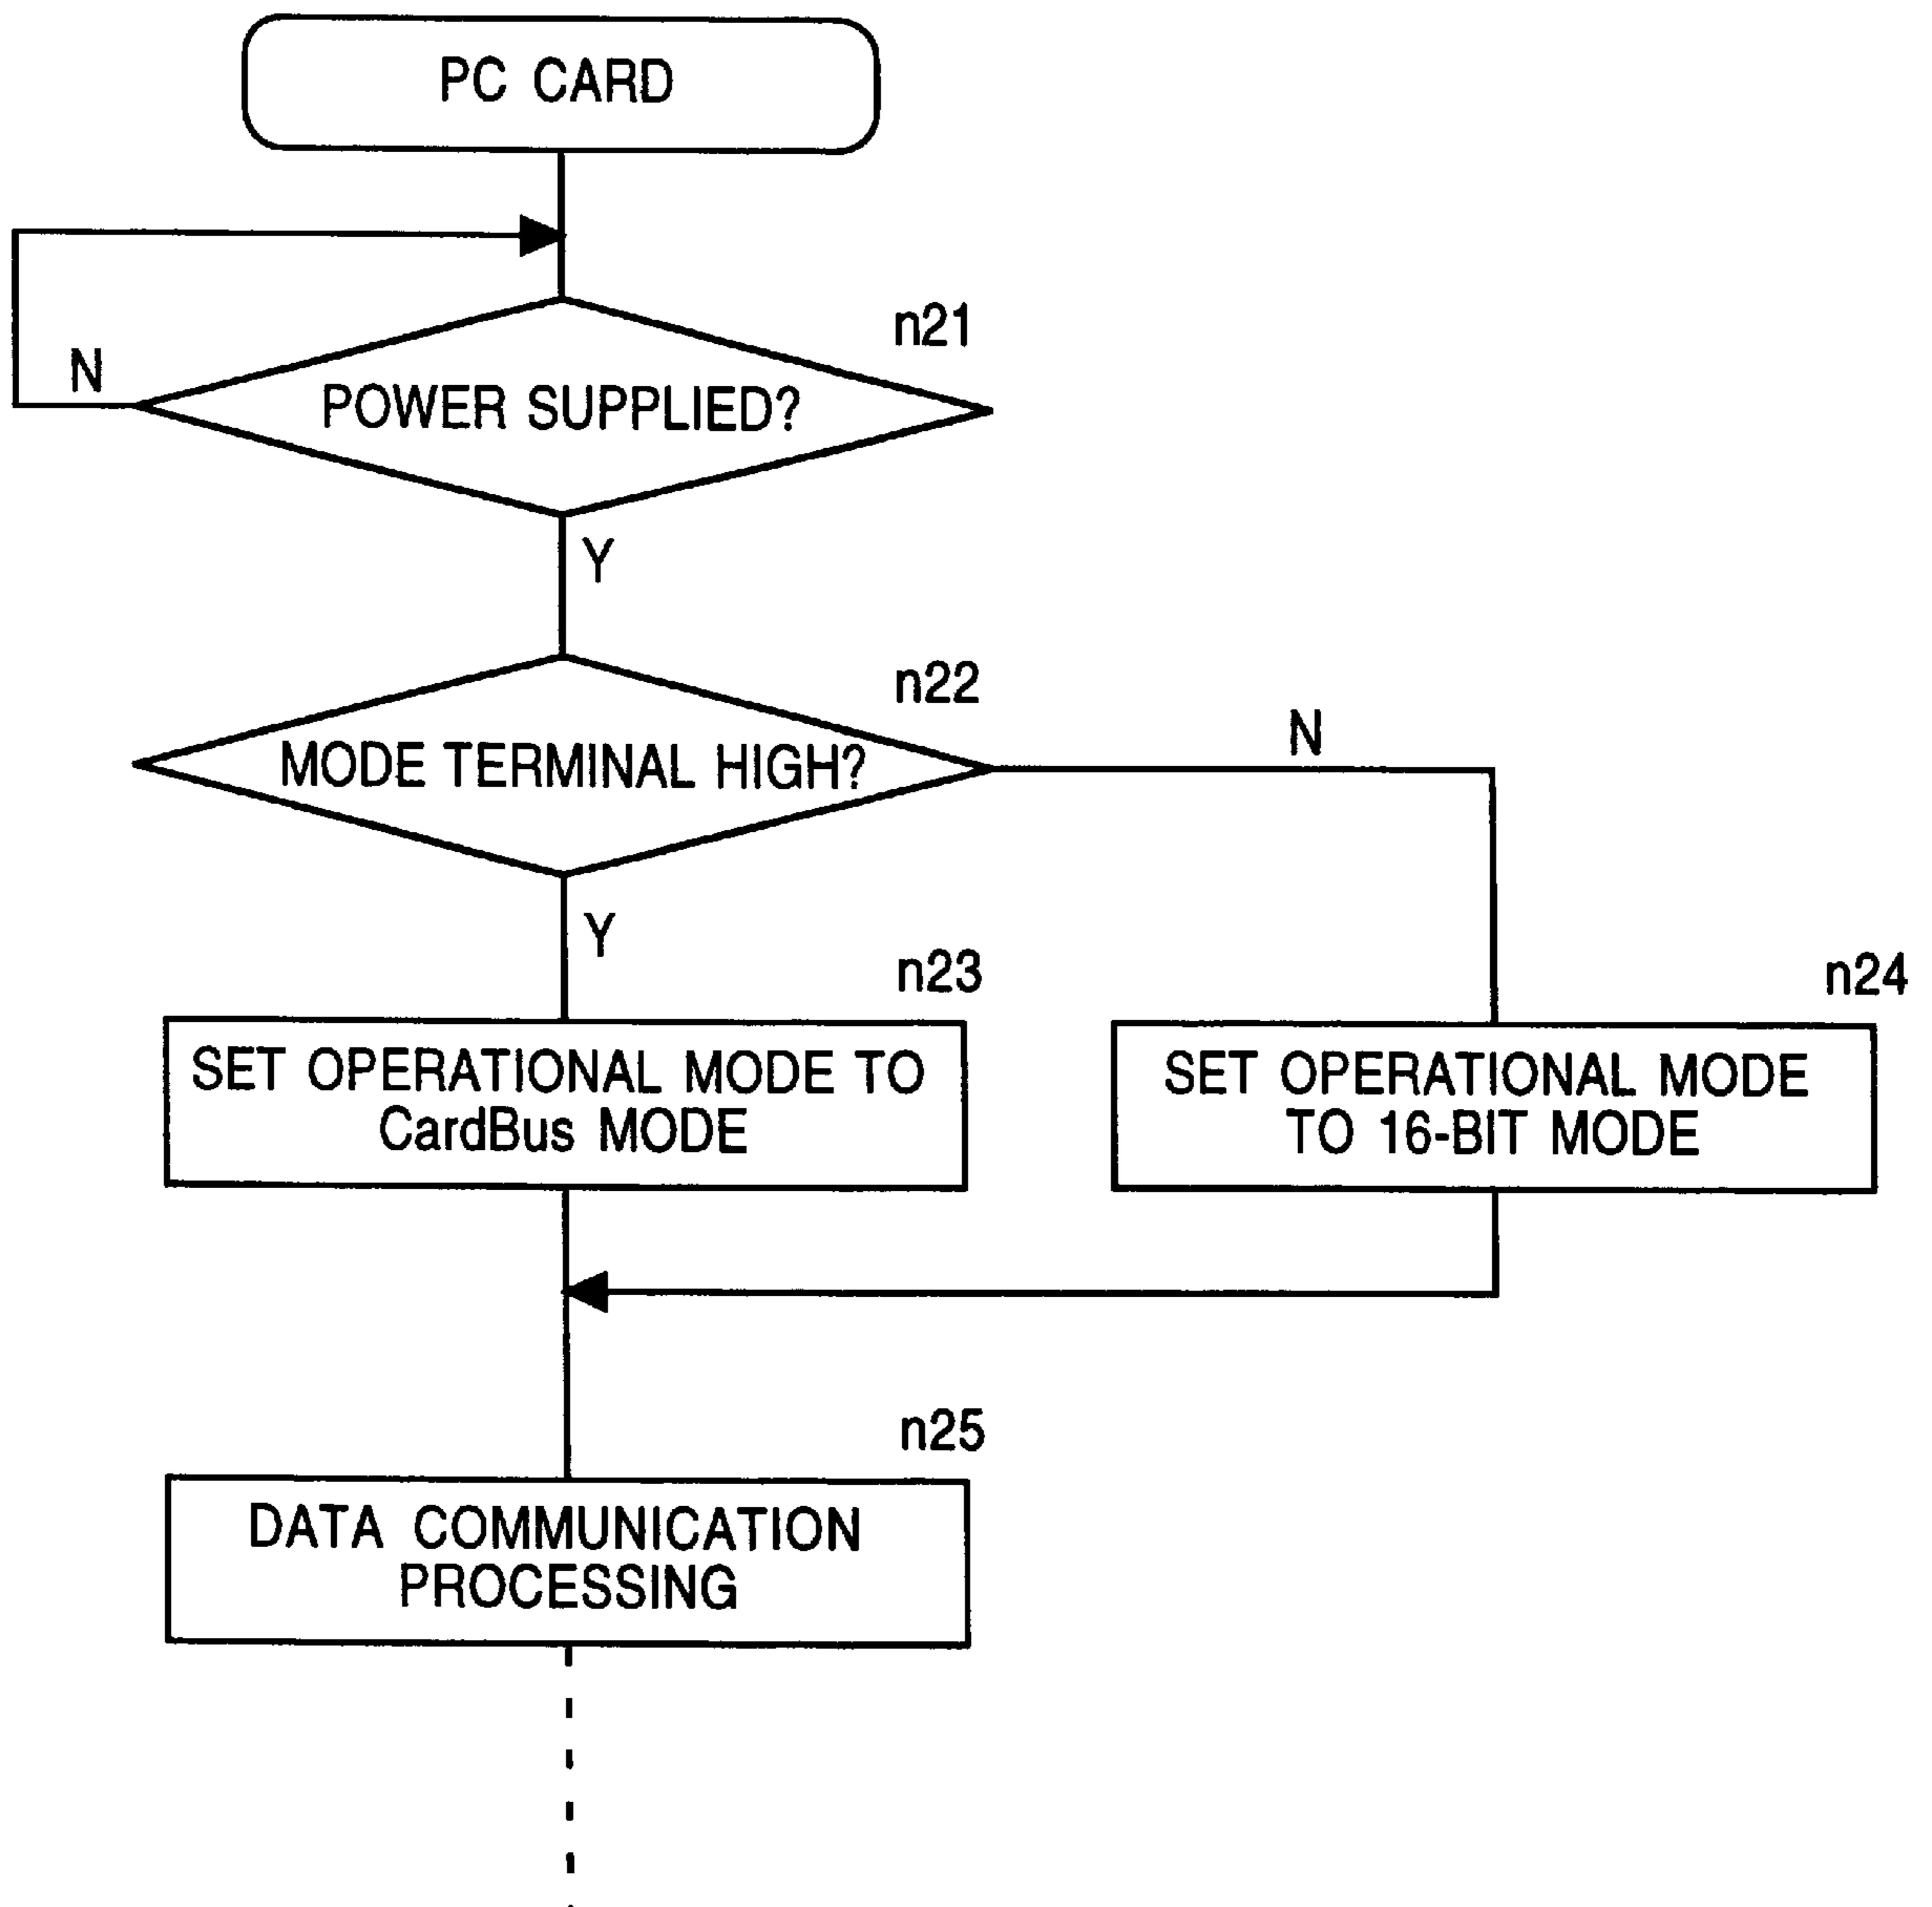 PC CARD
n21
N
POWER SUPPLIED?
Y
n22
N
MODE TERMINAL HIGH?
Y
n23
n24
SET OPERATIONAL MODE TO
CardBus MODE
SET OPERATIONAL MODE
TO 16-BIT MODE
n25
DATA COMMUNICATION
PROCESSING